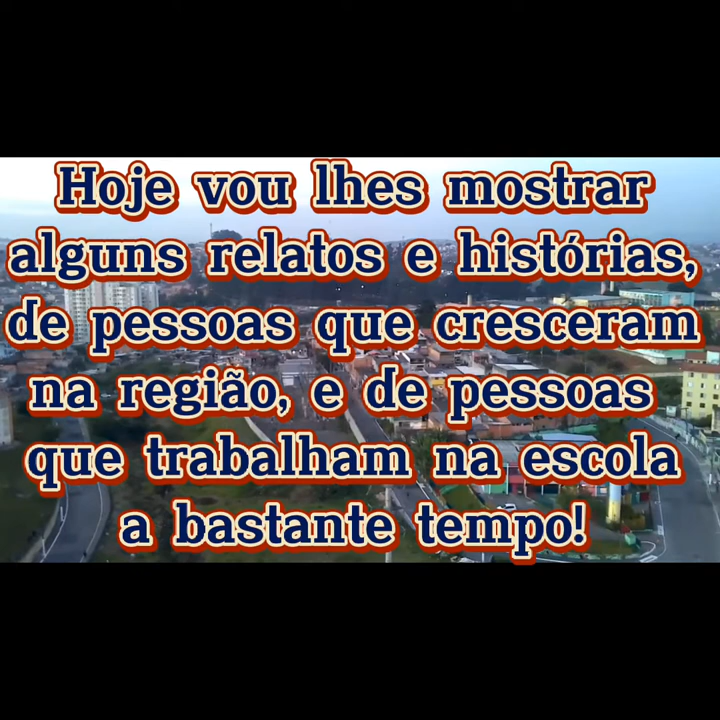 Hoje vou lhes mostrar
alguns relatos e histórias,
de pessoas que cresceram
na região, e de pessoas
que trabalham na escola
a bastante tempo!